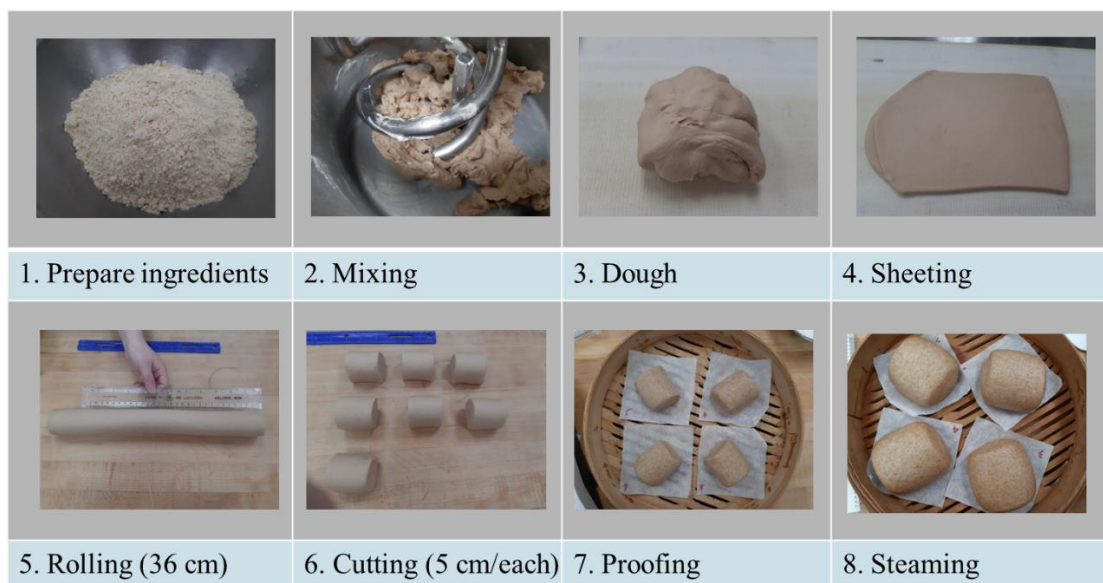 1. Prepare ingredients
2. Mixing
3. Dough
4. Sheeting
5. Rolling (36 cm)
6. Cutting (5 cm/each)
7. Proofing
8. Steaming